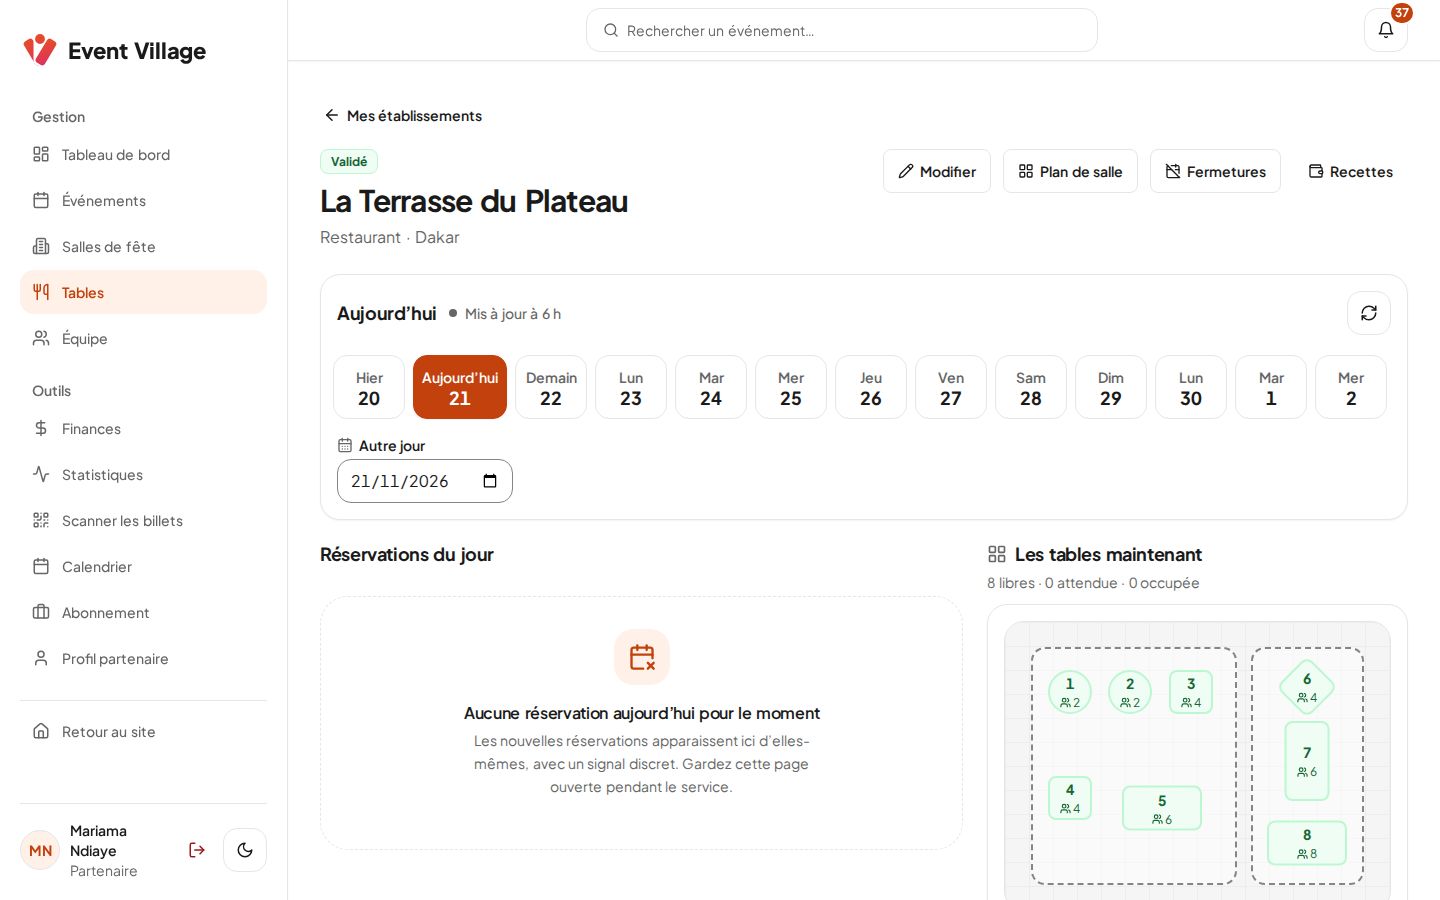 Event Village
Rechercher un événement…
37
Gestion
Tableau de bord
Événements
Salles de fête
Tables
Équipe
Outils
Finances
Statistiques
Scanner les billets
Calendrier
Abonnement
Profil partenaire
Retour au site
MN
Mariama
Ndiaye
Partenaire
Mes établissements
Validé
La Terrasse du Plateau
Restaurant · Dakar
Modifier
Plan de salle
Fermetures
Recettes
Aujourd’hui
Mis à jour à 6 h
Hier
20
Aujourd’hui
21
Demain
22
Lun
23
Mar
24
Mer
25
Jeu
26
Ven
27
Sam
28
Dim
29
Lun
30
Mar
1
Mer
2
Autre jour
21/11/2026
Réservations du jour
Aucune réservation aujourd’hui pour le moment
Les nouvelles réservations apparaissent ici d’elles-
mêmes, avec un signal discret. Gardez cette page
ouverte pendant le service.
Les tables maintenant
8 libres · 0 attendue · 0 occupée
1
2
2
2
3
4
4
4
5
6
6
4
7
6
8
8